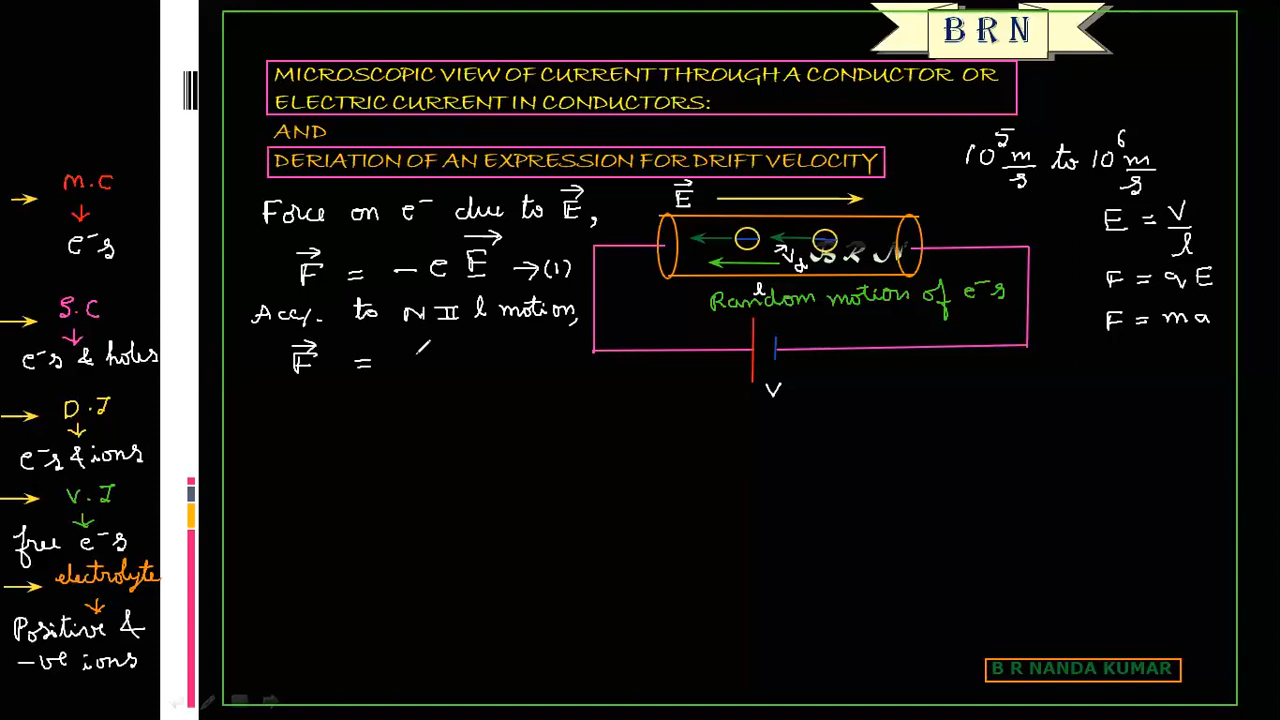 B R N
MICROSCOPIC VIEW OF CURRENT THROUGH A CONDUCTOR OR
ELECTRIC CURRENT IN CONDUCTORS:
AND
DERIATION OF AN EXPRESSION FOR DRIFT VELOCITY
10⁵ m/s to 10⁶ m/s
M.C
e⁻s
S.C
e⁻s & holes
D.I
e⁻s & ions
V.I
free e⁻s
electrolyte
Positive &
-ve ions
Force on e⁻ due to E⃗,
F⃗ = - e E⃗ →(1)
Acc/. to N II l motion,
F⃗ =
E⃗
V_d
B R N
l
Random motion of e⁻s
V
E = V/l
F = qE
F = ma
B R NANDA KUMAR